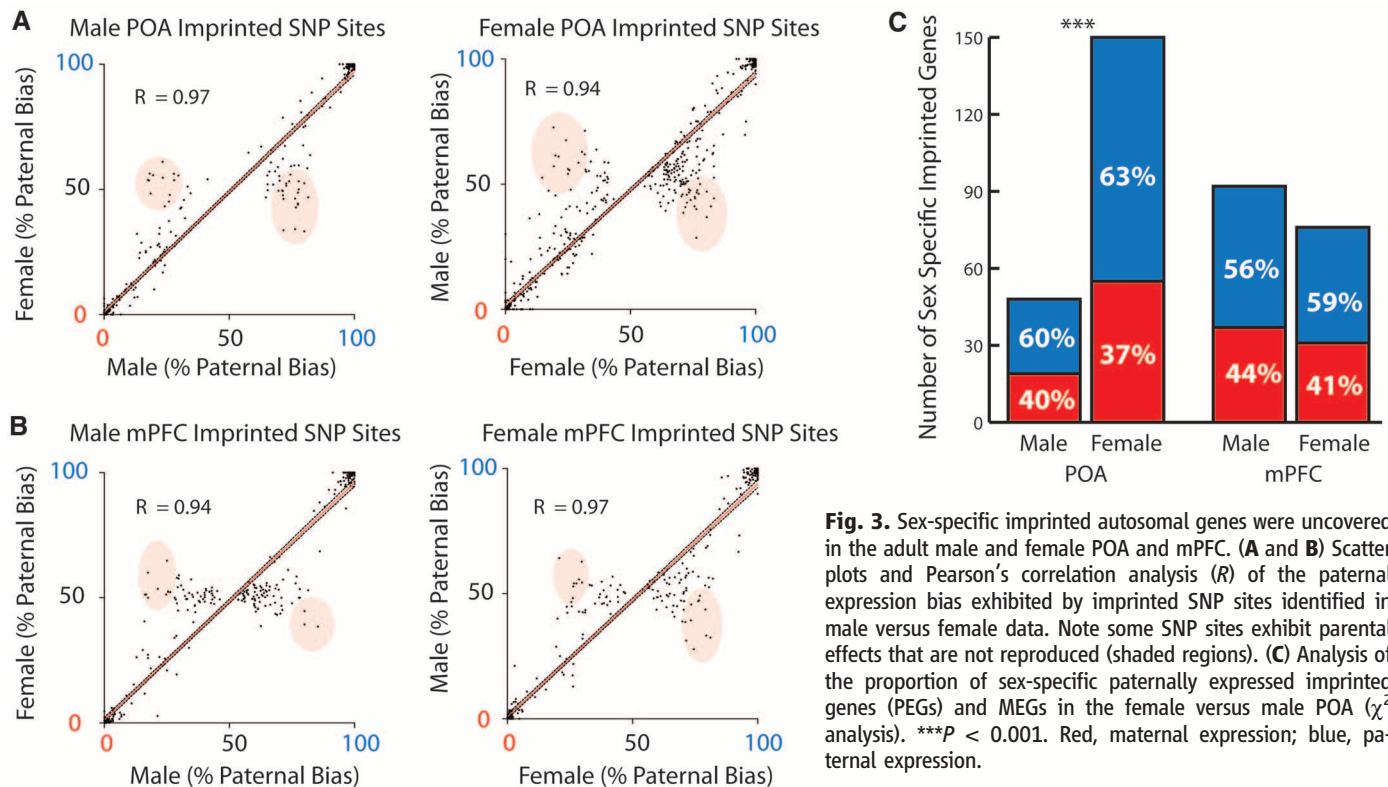 A
Male POA Imprinted SNP Sites
Female (% Paternal Bias)
100
50
0
R = 0.97
0
50
100
Male (% Paternal Bias)
Female POA Imprinted SNP Sites
Male (% Paternal Bias)
100
50
0
R = 0.94
0
50
100
Female (% Paternal Bias)
B
Male mPFC Imprinted SNP Sites
Female (% Paternal Bias)
100
50
0
R = 0.94
0
50
100
Male (% Paternal Bias)
Female mPFC Imprinted SNP Sites
Male (% Paternal Bias)
100
50
0
R = 0.97
0
50
100
Female (% Paternal Bias)
C
Number of Sex Specific Imprinted Genes
150
120
90
60
30
0
***
60%
40%
63%
37%
56%
44%
59%
41%
Male Female
POA
Male Female
mPFC
Fig. 3. Sex-specific imprinted autosomal genes were uncovered
in the adult male and female POA and mPFC. (A and B) Scatter
plots and Pearson's correlation analysis (R) of the paternal
expression bias exhibited by imprinted SNP sites identified in
male versus female data. Note some SNP sites exhibit parental
effects that are not reproduced (shaded regions). (C) Analysis of
the proportion of sex-specific paternally expressed imprinted
genes (PEGs) and MEGs in the female versus male POA (χ²
analysis). ***P < 0.001. Red, maternal expression; blue, pa-
ternal expression.